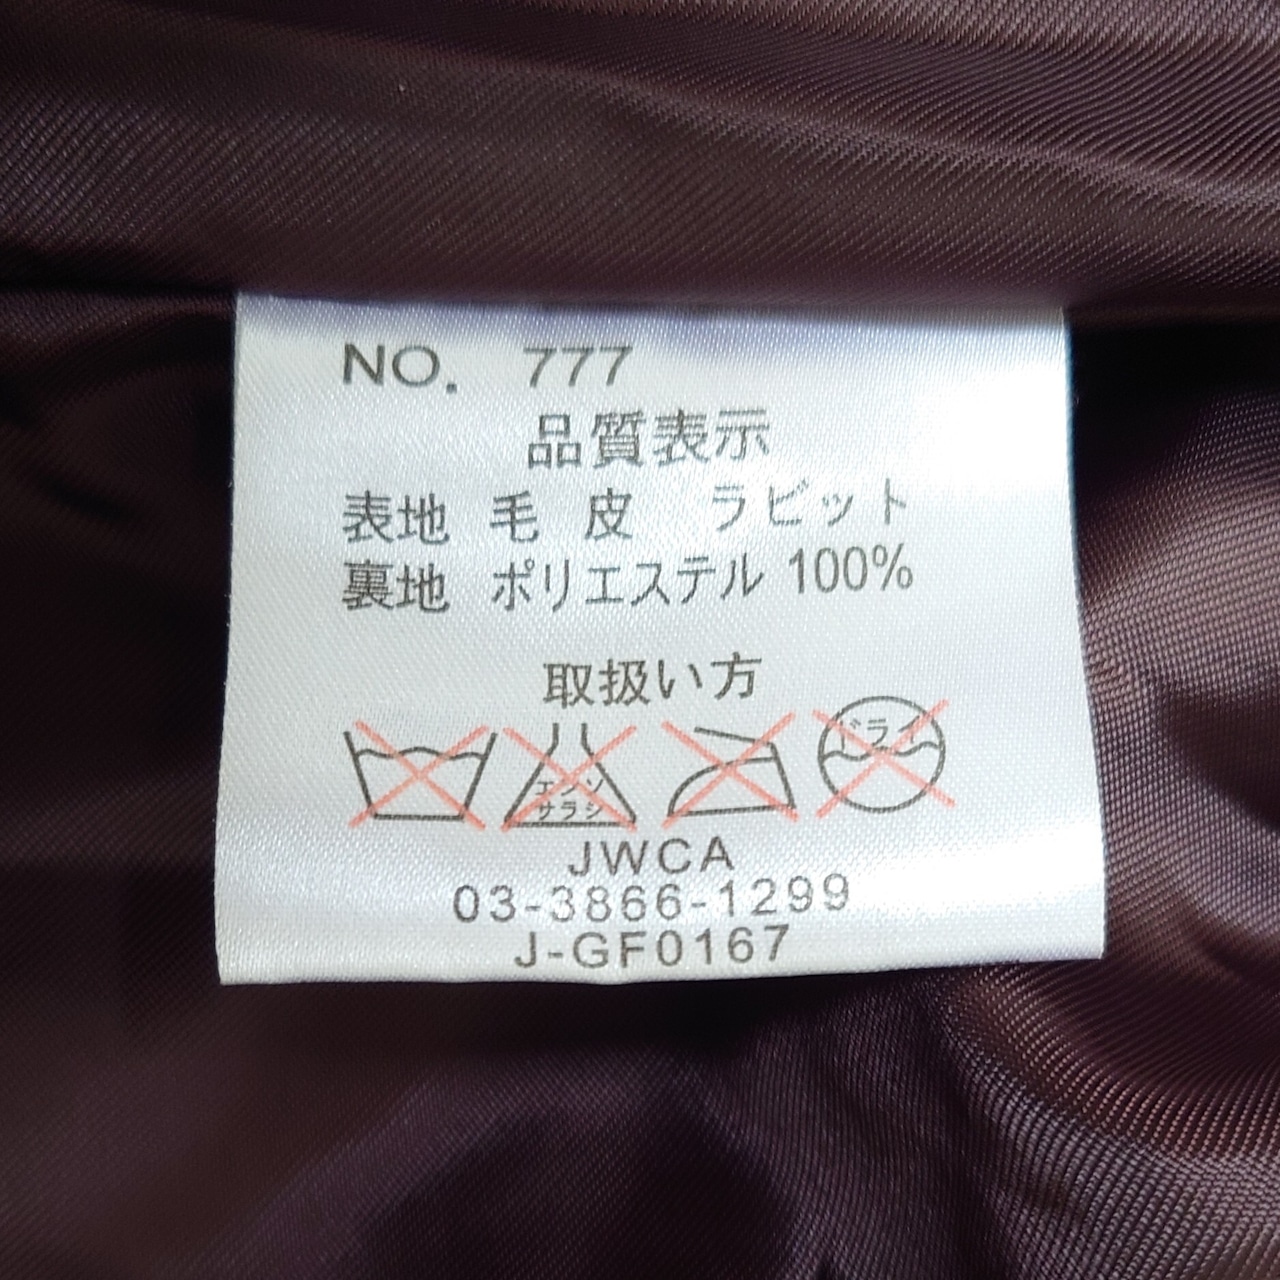 NO. 777
品質表示
表地 毛 皮 ラビット
裏地 ポリエステル 100%
取扱い方
エンソ
サラシ
ドライ
JWCA
03-3866-1299
J-GF0167